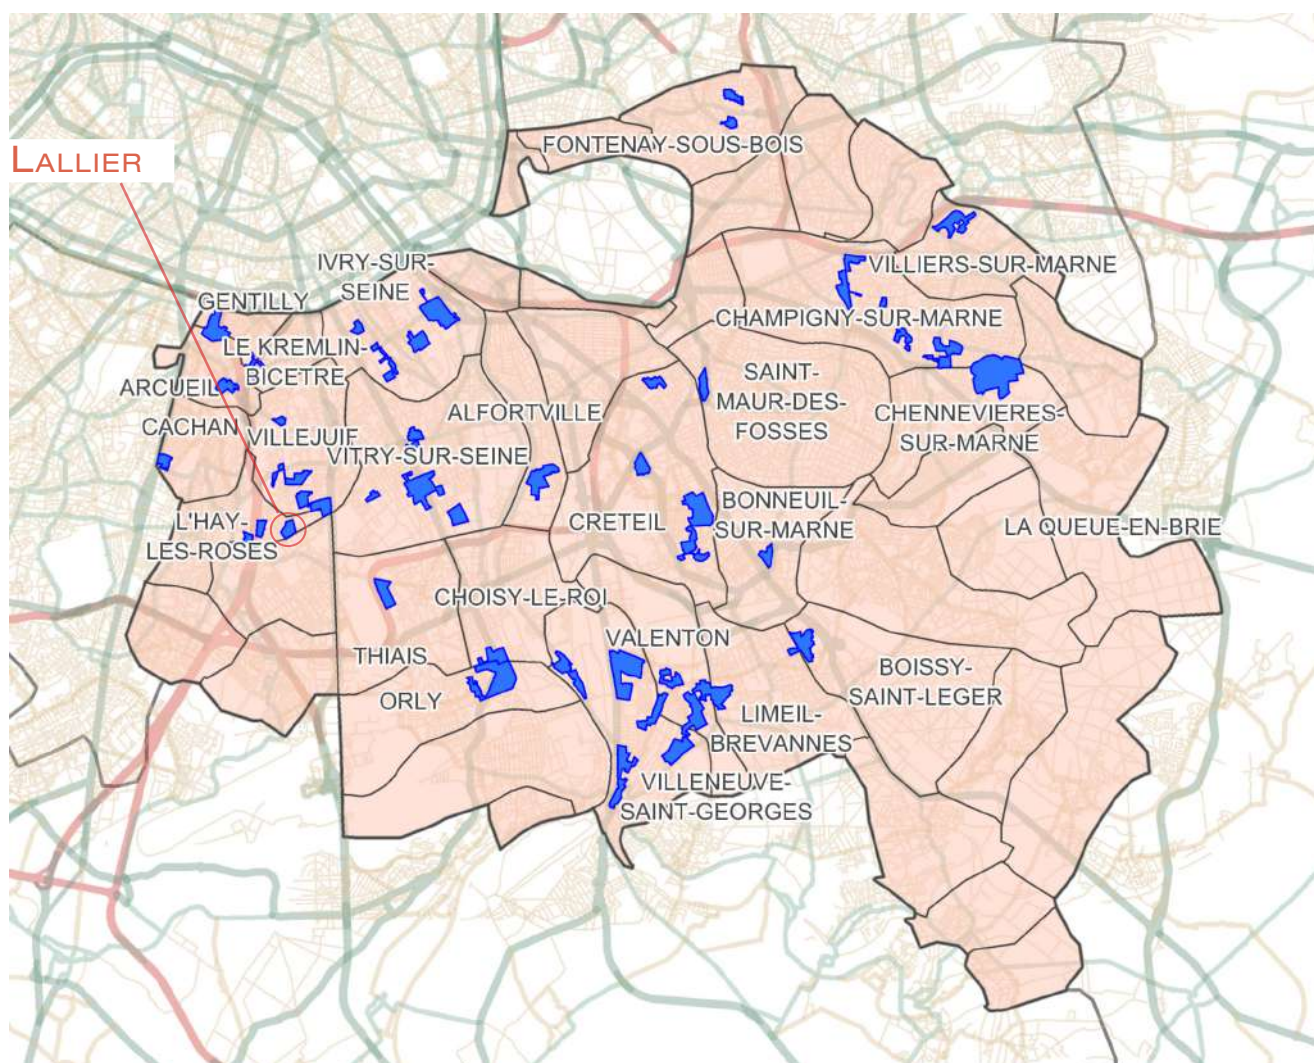 FONTENAY-SOUS-BOIS
LALLIER
IVRY-SUR-
SEINE
VILLIERS-SUR-MARNE
GENTILLY
CHAMPIGNY-SUR-MARNE
LE KREMLIN-
BICETRE
ARCUEIL
SAINT-
MAUR-DES-
FOSSES
ALFORTVILLE
CHENNEVIERES-
SUR-MARNE
CACHAN
VILLEJUIF
VITRY-SUR-SEINE
BONNEUIL-
SUR-MARNE
CRETEIL
L'HAY-
LES-ROSES
LA QUEUE-EN-BRIE
CHOISY-LE-ROI
VALENTON
THIAIS
BOISSY-
SAINT-LEGER
ORLY
LIMEIL-
BREVANNES
VILLENEUVE-
SAINT-GEORGES